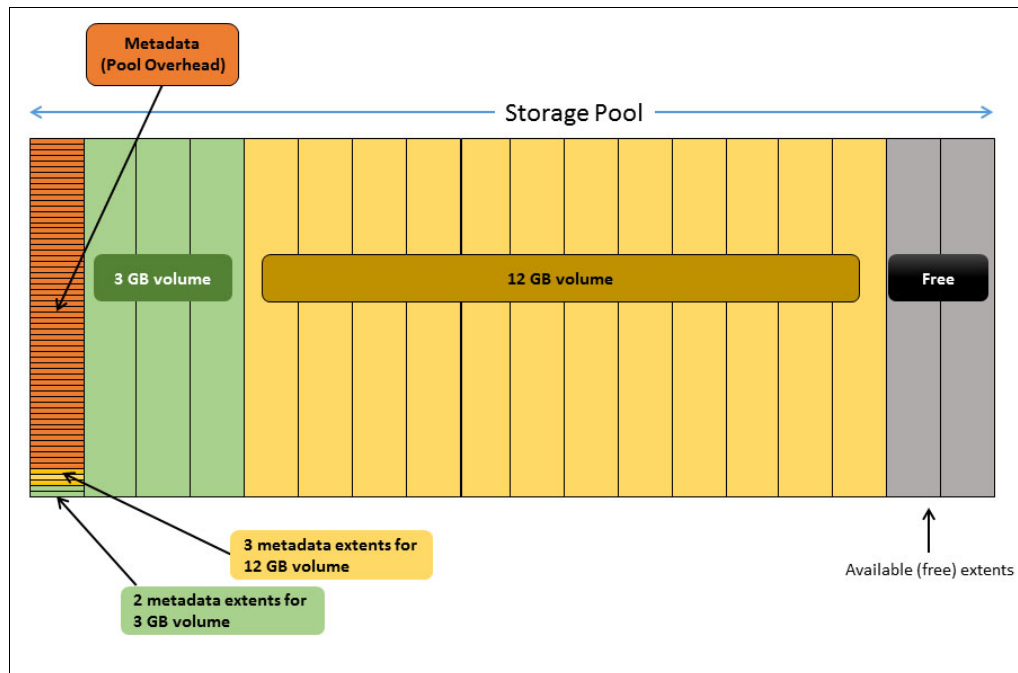 Metadata
(Pool Overhead)
Storage Pool
3 GB volume
12 GB volume
Free
3 metadata extents for
12 GB volume
2 metadata extents for
3 GB volume
Available (free) extents